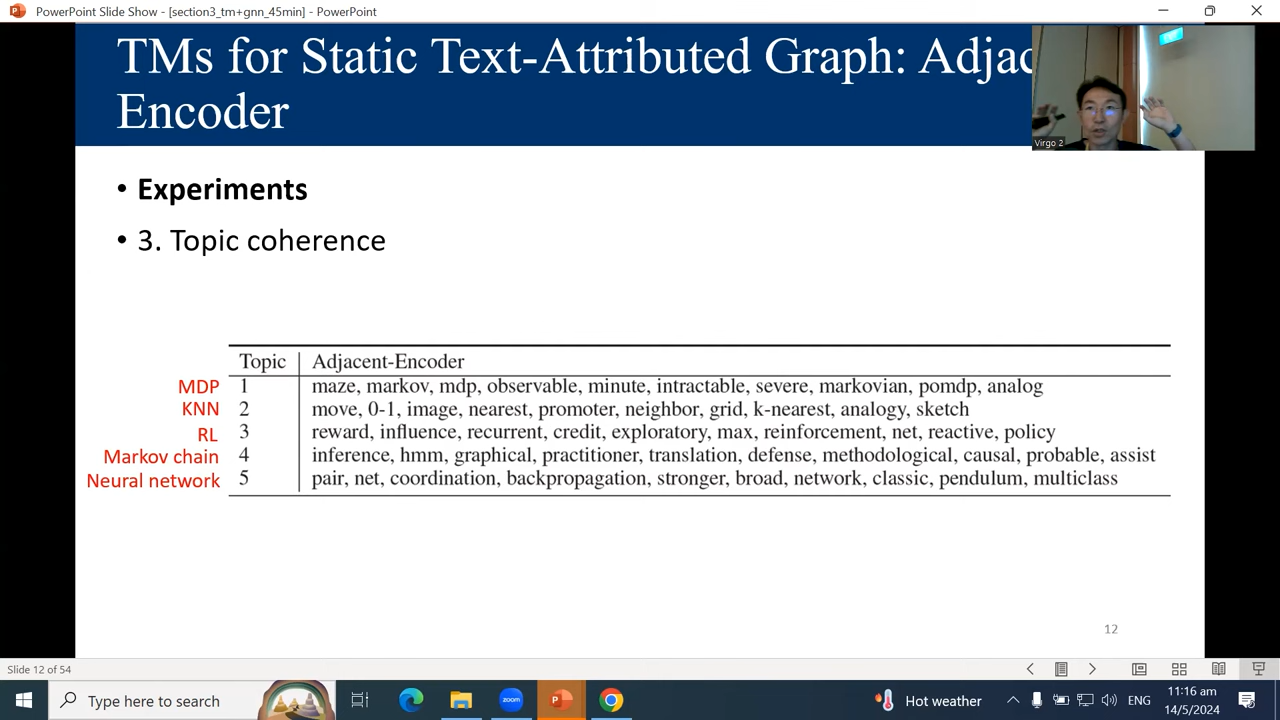 PowerPoint Slide Show - [section3_tm+gnn_45min] - PowerPoint
TMs for Static Text-Attributed Graph: Adjac
Encoder
Virgo 2
• Experiments
• 3. Topic coherence
Topic Adjacent-Encoder
MDP 1 maze, markov, mdp, observable, minute, intractable, severe, markovian, pomdp, analog
KNN 2 move, 0-1, image, nearest, promoter, neighbor, grid, k-nearest, analogy, sketch
RL 3 reward, influence, recurrent, credit, exploratory, max, reinforcement, net, reactive, policy
Markov chain 4 inference, hmm, graphical, practitioner, translation, defense, methodological, causal, probable, assist
Neural network 5 pair, net, coordination, backpropagation, stronger, broad, network, classic, pendulum, multiclass
12
Slide 12 of 54
Type here to search
zoom
Hot weather
ENG
11:16 am
14/5/2024